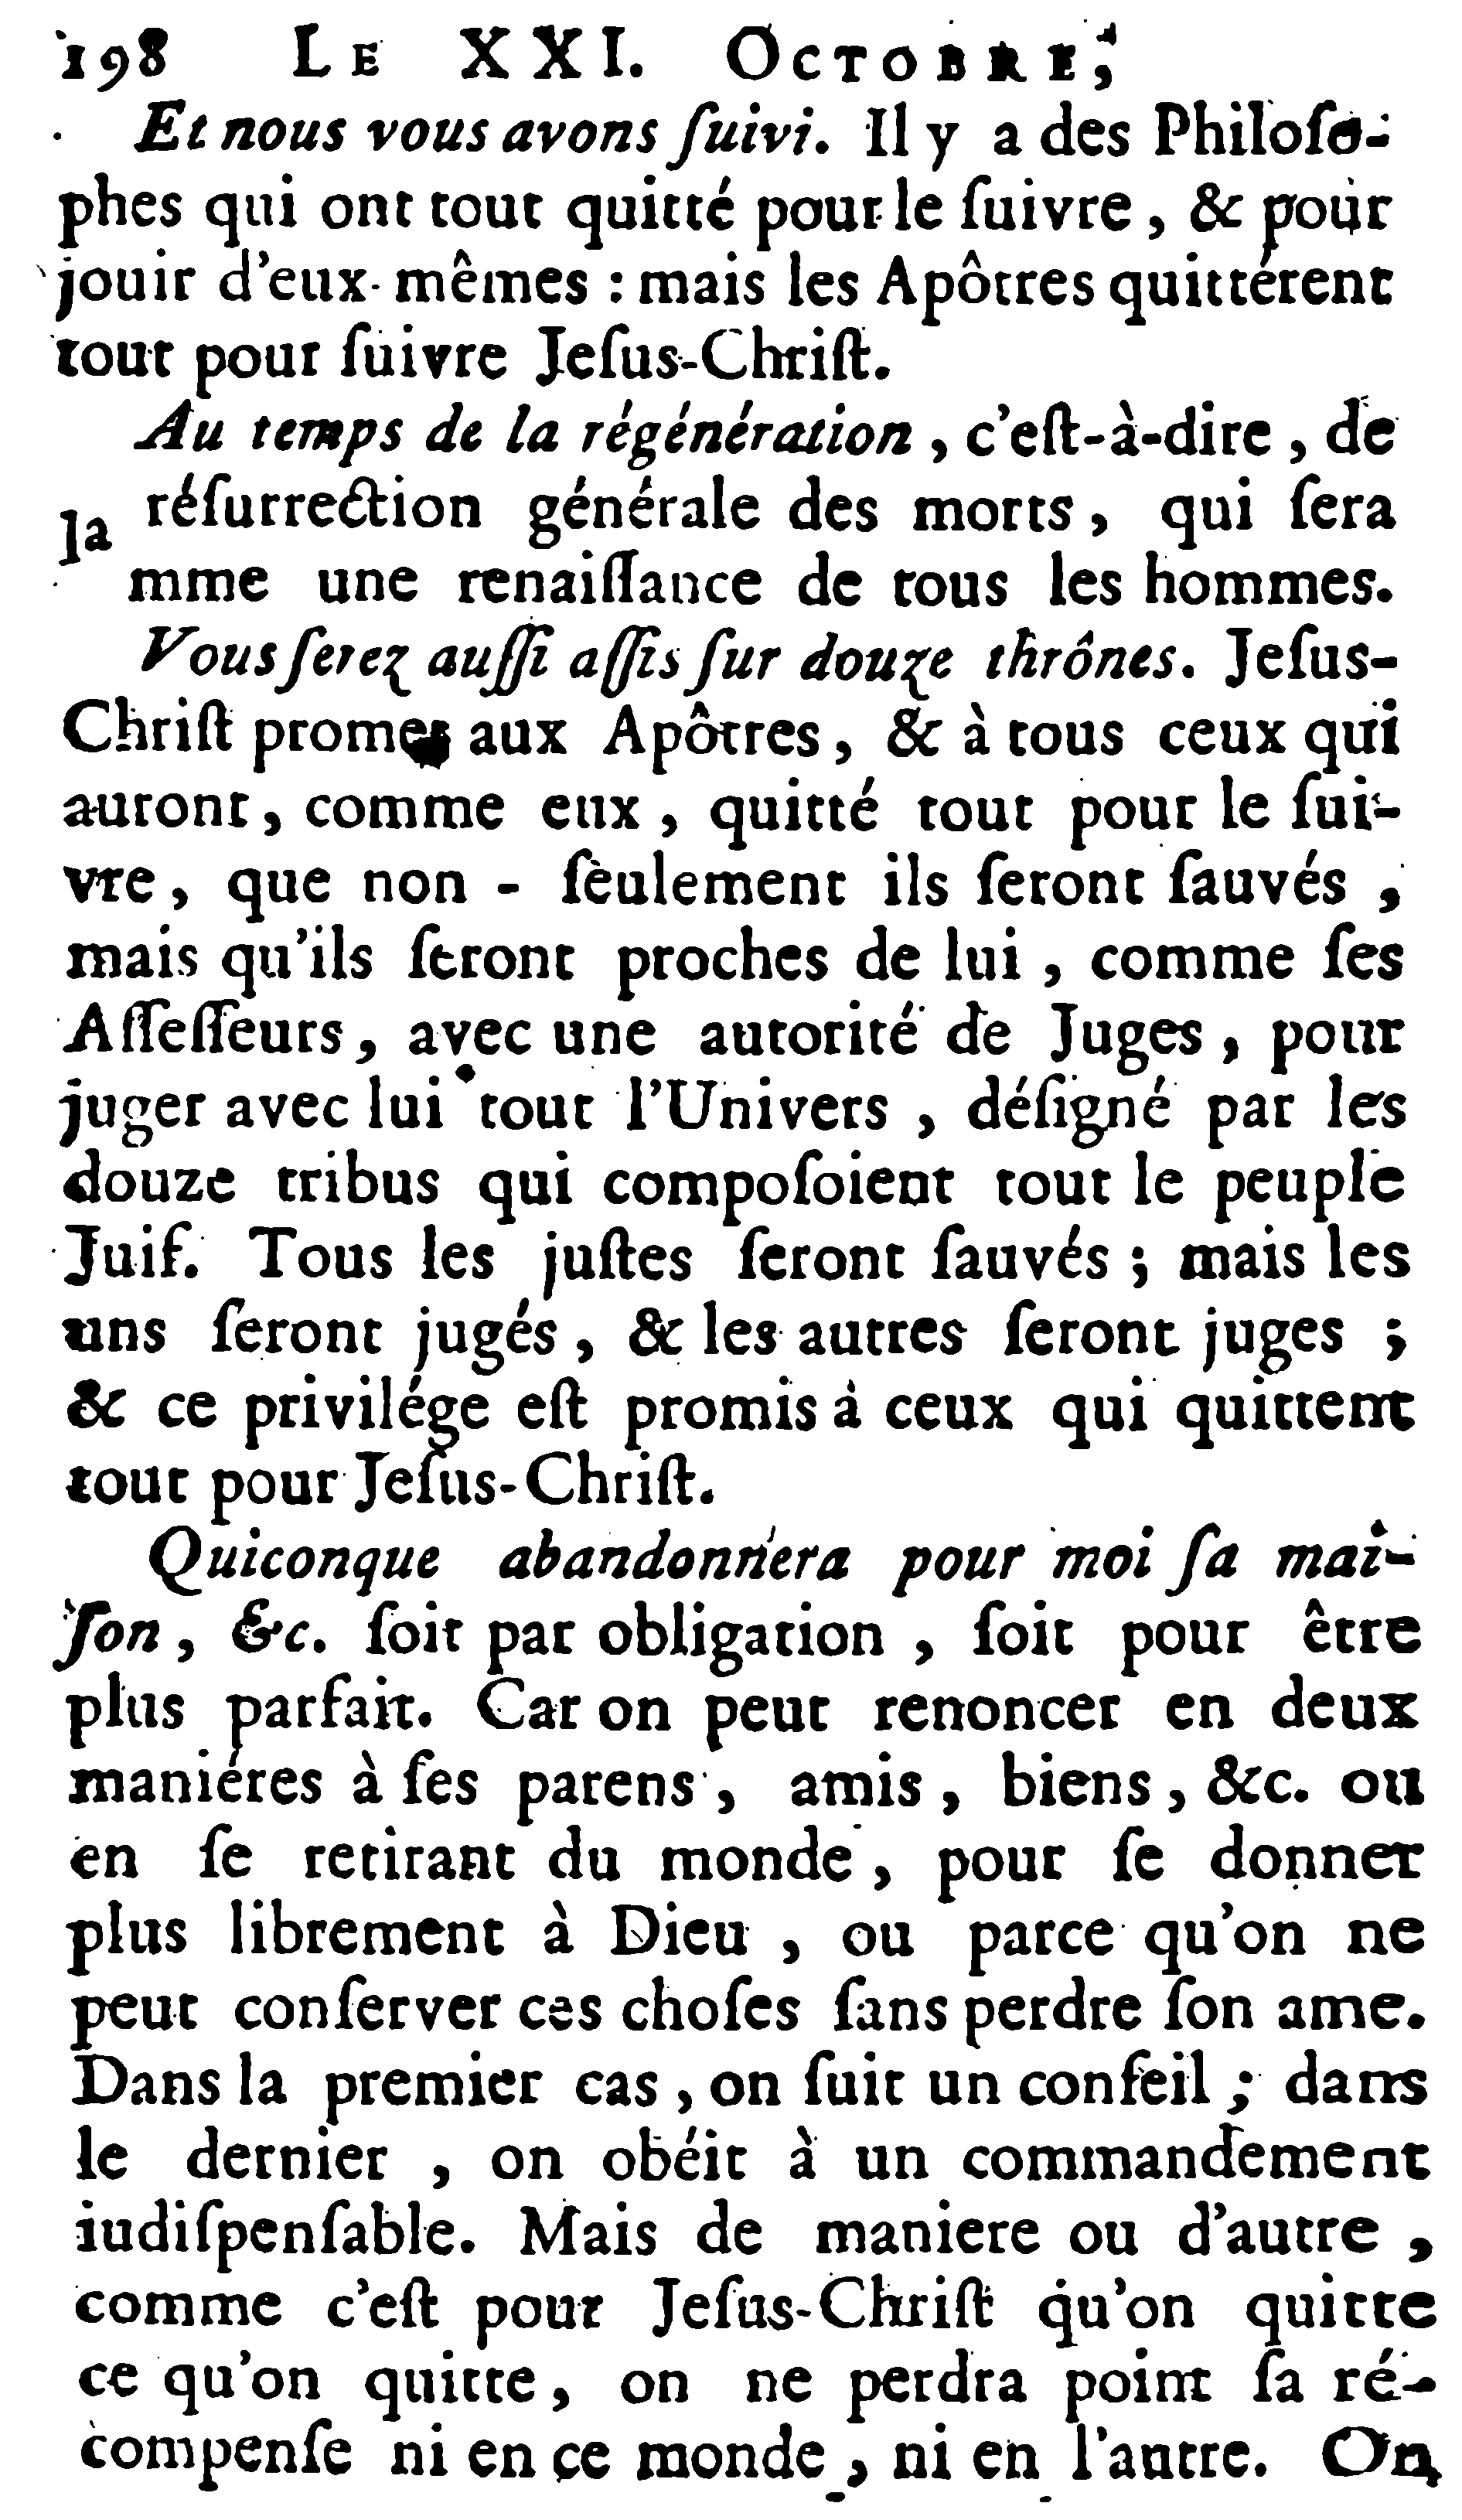 198 LE XXI. OCTOBRE,
Et nous vous avons ſuivi. Il y a des Philoſo-
phes qui ont tout quitté pour le ſuivre, & pour
jouir d'eux-mêmes : mais les Apôtres quittérent
tout pour ſuivre Jeſus-Chriſt.
Au temps de la régénération, c'eſt-à-dire, de
la réſurrection générale des morts, qui ſera
mme une renaiſſance de tous les hommes.
Vous ſerez auſſi aſſis ſur douze thrônes. Jeſus-
Chriſt promet aux Apôtres, & à tous ceux qui
auront, comme eux, quitté tout pour le ſui-
vre, que non - ſeulement ils ſeront ſauvés,
mais qu'ils ſeront proches de lui, comme ſes
Aſſeſſeurs, avec une autorité de Juges, pour
juger avec lui tout l'Univers, déſigné par les
douze tribus qui compoſoient tout le peuple
Juif. Tous les juſtes ſeront ſauvés ; mais les
uns ſeront jugés, & les autres ſeront juges ;
& ce privilége eſt promis à ceux qui quittent
tout pour Jeſus-Chriſt.
Quiconque abandonnera pour moi ſa mai-
ſon, &c. ſoit par obligation, ſoit pour être
plus parfait. Car on peut renoncer en deux
maniéres à ſes parens, amis, biens, &c. ou
en ſe retirant du monde, pour ſe donner
plus librement à Dieu, ou parce qu'on ne
peut conſerver ces choſes ſans perdre ſon ame.
Dans la premier cas, on ſuit un conſeil ; dans
le dernier, on obéit à un commandement
iudiſpenſable. Mais de maniere ou d'autre,
comme c'eſt pour Jeſus-Chriſt qu'on quitte
ce qu'on quitte, on ne perdra point ſa ré-
compenſe ni en ce monde, ni en l'autre. On